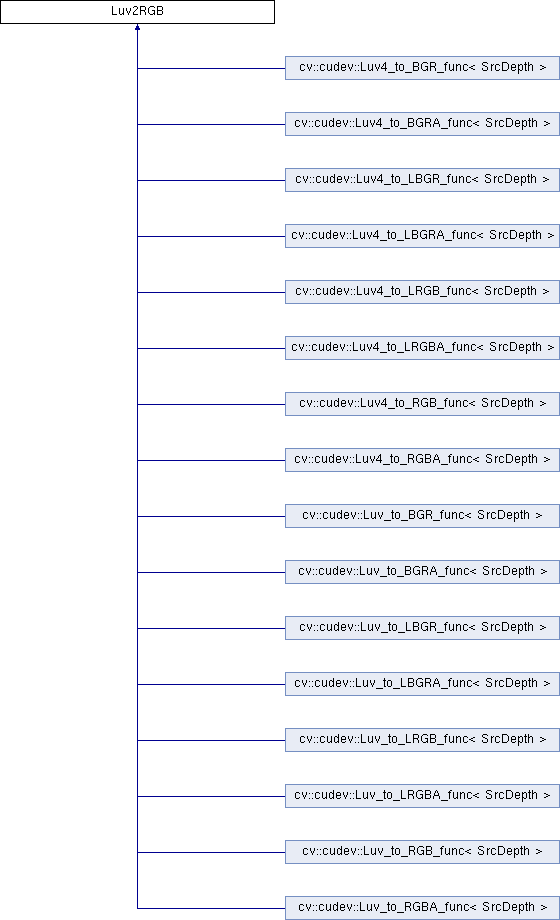 Luv2RGB
cv::cudev::Luv4_to_BGR_func< SrcDepth >
cv::cudev::Luv4_to_BGRA_func< SrcDepth >
cv::cudev::Luv4_to_LBGR_func< SrcDepth >
cv::cudev::Luv4_to_LBGRA_func< SrcDepth >
cv::cudev::Luv4_to_LRGB_func< SrcDepth >
cv::cudev::Luv4_to_LRGBA_func< SrcDepth >
cv::cudev::Luv4_to_RGB_func< SrcDepth >
cv::cudev::Luv4_to_RGBA_func< SrcDepth >
cv::cudev::Luv_to_BGR_func< SrcDepth >
cv::cudev::Luv_to_BGRA_func< SrcDepth >
cv::cudev::Luv_to_LBGR_func< SrcDepth >
cv::cudev::Luv_to_LBGRA_func< SrcDepth >
cv::cudev::Luv_to_LRGB_func< SrcDepth >
cv::cudev::Luv_to_LRGBA_func< SrcDepth >
cv::cudev::Luv_to_RGB_func< SrcDepth >
cv::cudev::Luv_to_RGBA_func< SrcDepth >